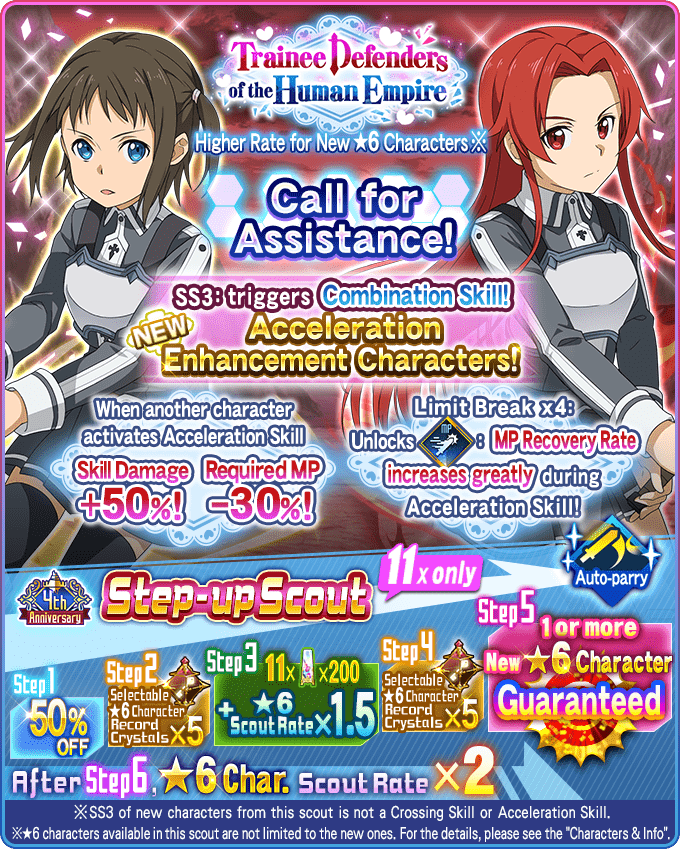 Trainee Defenders
of the Human Empire
Higher Rate for New ★6 Characters※
Call for
Assistance!
SS3: triggers Combination Skill!
NEW Acceleration
Enhancement Characters!
When another character
activates Acceleration Skill
Skill Damage Required MP
+50%! -30%!
Limit Break x4:
Unlocks MP : MP Recovery Rate
increases greatly during
Acceleration Skill!
Auto-parry
4th
Anniversary
Step-up Scout
11x only
Step1
50%
OFF
Step2
Selectable
★6 Character
Record
Crystals x5
Step3
11x x200
+ ★6
Scout Rate x1.5
Step4
Selectable
★6 Character
Record
Crystals x5
Step5
1 or more
New ★6 Character
Guaranteed
After Step6, ★6 Char. Scout Rate x2
※SS3 of new characters from this scout is not a Crossing Skill or Acceleration Skill.
※★6 characters available in this scout are not limited to the new ones. For the details, please see the "Characters & Info".